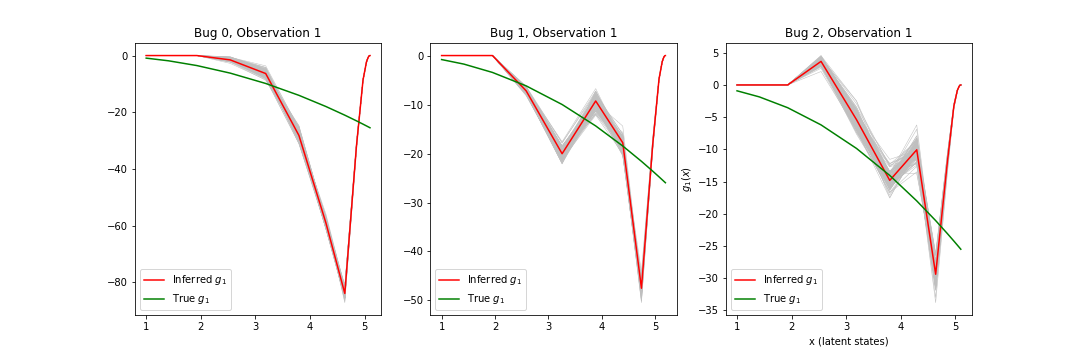 Bug 0, Observation 1
0
−20
−40
−60
−80
1 2 3 4 5
Inferred g₁
True g₁
Bug 1, Observation 1
0
−10
−20
−30
−40
−50
1 2 3 4 5
Inferred g₁
True g₁
Bug 2, Observation 1
g₁(x)
5
0
−5
−10
−15
−20
−25
−30
−35
1 2 3 4 5
x (latent states)
Inferred g₁
True g₁